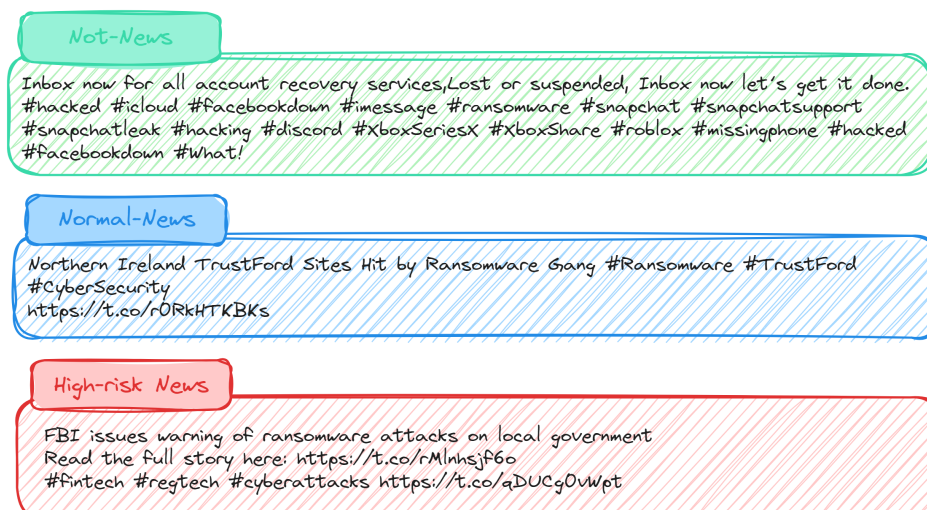 Not-News
Inbox now for all account recovery services,Lost or suspended, Inbox now let's get it done.
#hacked #icloud #facebookdown #imessage #ransomware #snapchat #snapchatsupport
#snapchatleak #hacking #discord #XboxSeriesX #XboxShare #roblox #missingphone #hacked
#facebookdown #What!
Normal-News
Northern Ireland TrustFord Sites Hit by Ransomware Gang #Ransomware #TrustFord
#CyberSecurity
https://t.co/r0RkHTKBKs
High-risk News
FBI issues warning of ransomware attacks on local government
Read the full story here: https://t.co/rMlnhsjf6o
#fintech #regtech #cyberattacks https://t.co/qDUCgOvWpt